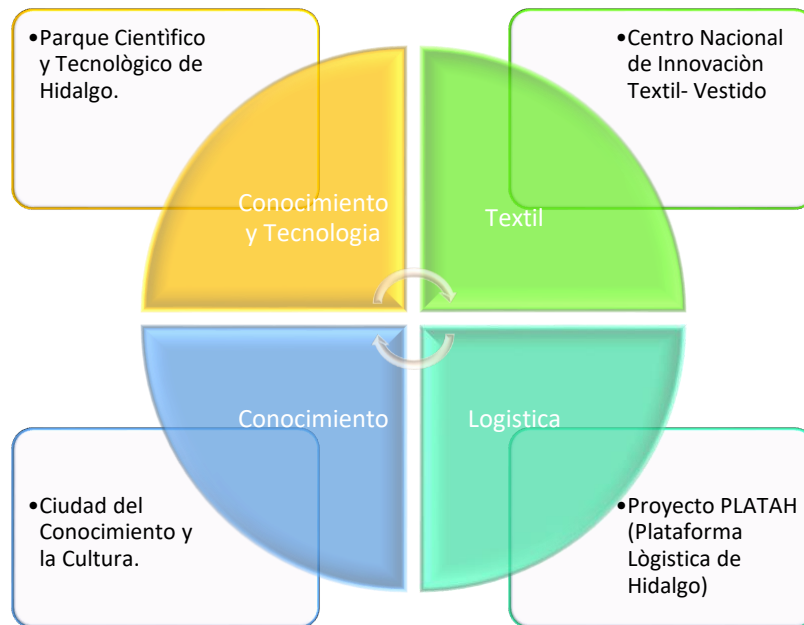 •Parque Cientìfico
y Tecnològico de
Hidalgo.
•Centro Nacional
de Innovaciòn
Textil- Vestido
Conocimiento
y Tecnologia
Textil
Conocimiento
Logistica
•Ciudad del
Conocimiento y
la Cultura.
•Proyecto PLATAH
(Plataforma
Lògistica de
Hidalgo)